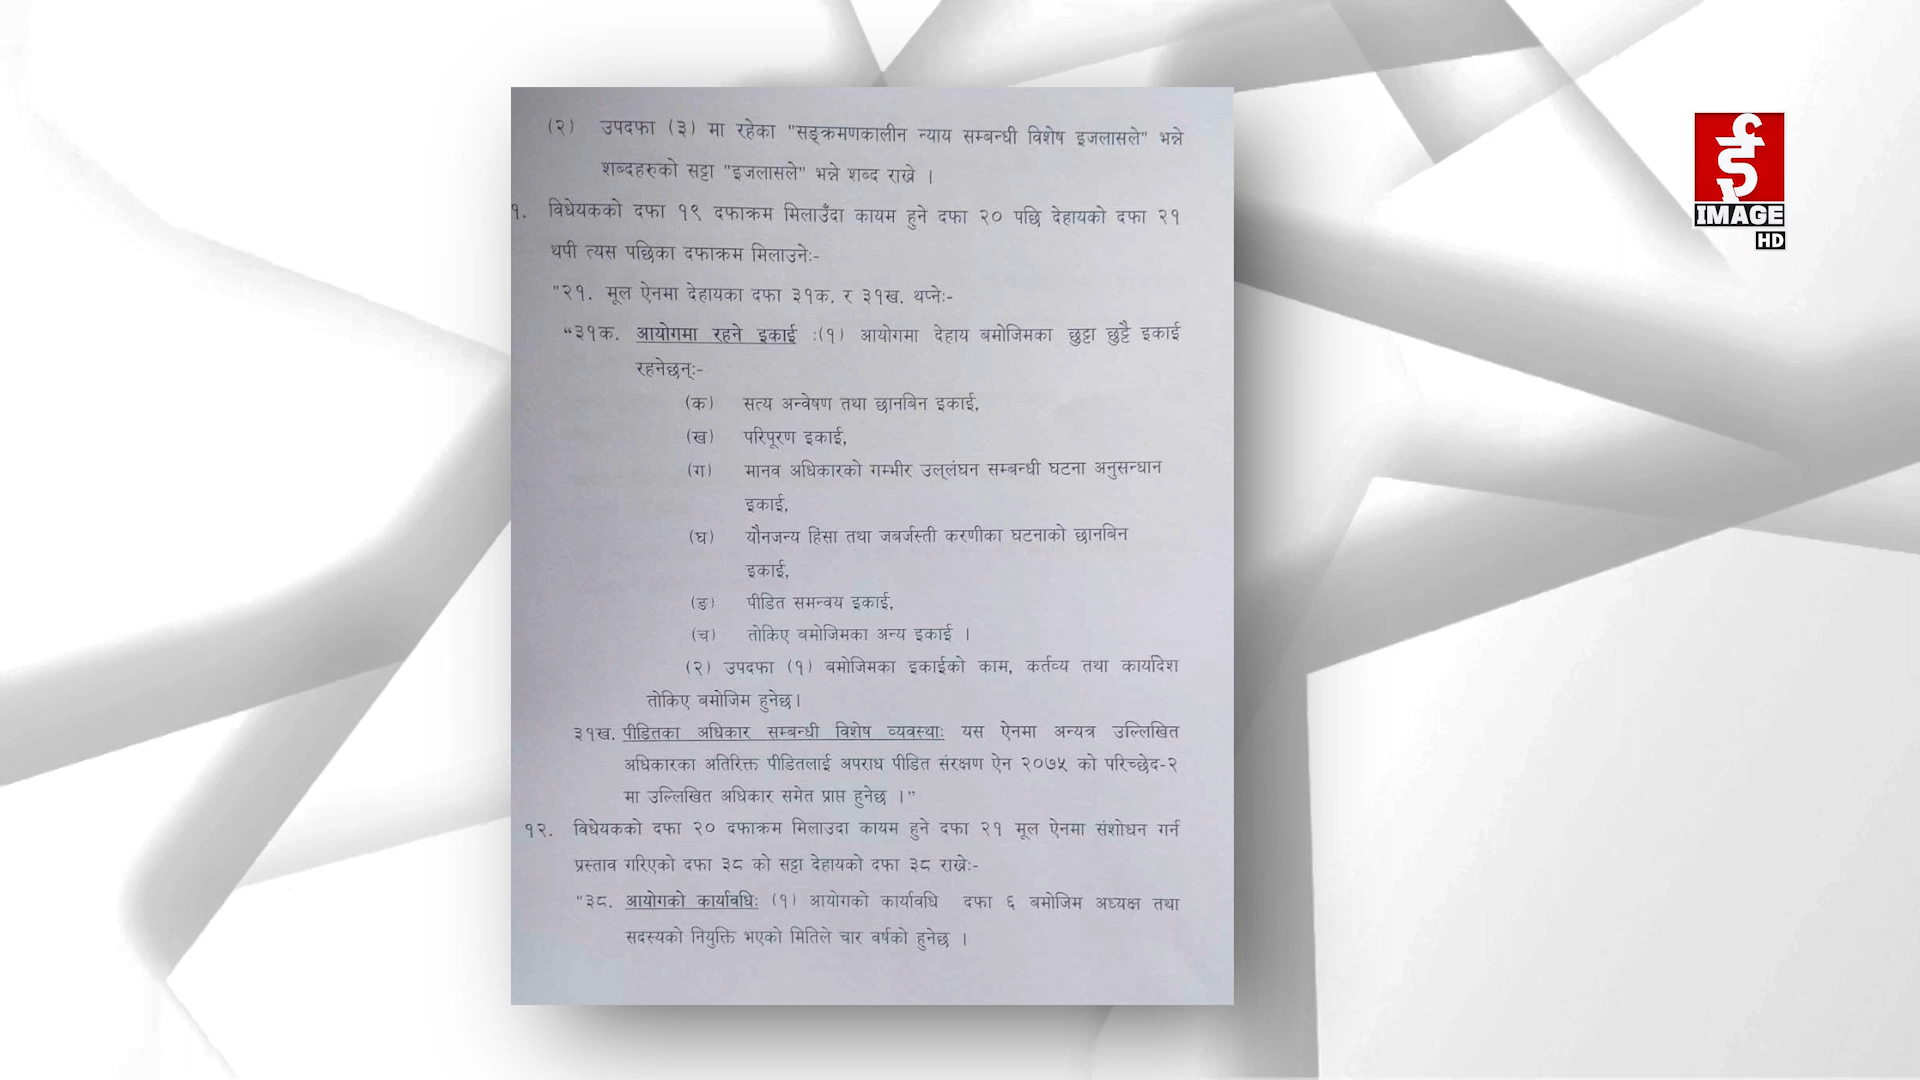 (२) उपदफा (३) मा रहेका "सङ्क्रमणकालीन न्याय सम्बन्धी विशेष इजलासले" भन्ने
शब्दहरुको सट्टा "इजलासले" भन्ने शब्द राख्ने ।
१. विधेयकको दफा १९ दफाक्रम मिलाउँदा कायम हुने दफा २० पछि देहायको दफा २१
थपी त्यस पछिका दफाक्रम मिलाउनेः-
"२१. मूल ऐनमा देहायका दफा ३१क. र ३१ख. थप्नेः-
“३१क. आयोगमा रहने इकाई :(१) आयोगमा देहाय बमोजिमका छुट्टा छुट्टै इकाई
रहनेछन्ः-
(क) सत्य अन्वेषण तथा छानबिन इकाई,
(ख) परिपूरण इकाई,
(ग) मानव अधिकारको गम्भीर उल्लंघन सम्बन्धी घटना अनुसन्धान
इकाई,
(घ) यौनजन्य हिंसा तथा जबर्जस्ती करणीका घटनाको छानबिन
इकाई,
(ङ) पीडित समन्वय इकाई,
(च) तोकिए बमोजिमका अन्य इकाई ।
(२) उपदफा (१) बमोजिमका इकाईको काम, कर्तव्य तथा कार्यादेश
तोकिए बमोजिम हुनेछ।
३१ख. पीडितका अधिकार सम्बन्धी विशेष व्यवस्थाः यस ऐनमा अन्यत्र उल्लिखित
अधिकारका अतिरिक्त पीडितलाई अपराध पीडित संरक्षण ऐन २०७५ को परिच्छेद-२
मा उल्लिखित अधिकार समेत प्राप्त हुनेछ ।”
१२. विधेयकको दफा २० दफाक्रम मिलाउदा कायम हुने दफा २१ मूल ऐनमा संशोधन गर्न
प्रस्ताव गरिएको दफा ३८ को सट्टा देहायको दफा ३८ राख्नेः-
"३८. आयोगको कार्यावधिः (१) आयोगको कार्यावधि दफा ६ बमोजिम अध्यक्ष तथा
सदस्यको नियुक्ति भएको मितिले चार वर्षको हुनेछ ।
ई
IMAGE
HD